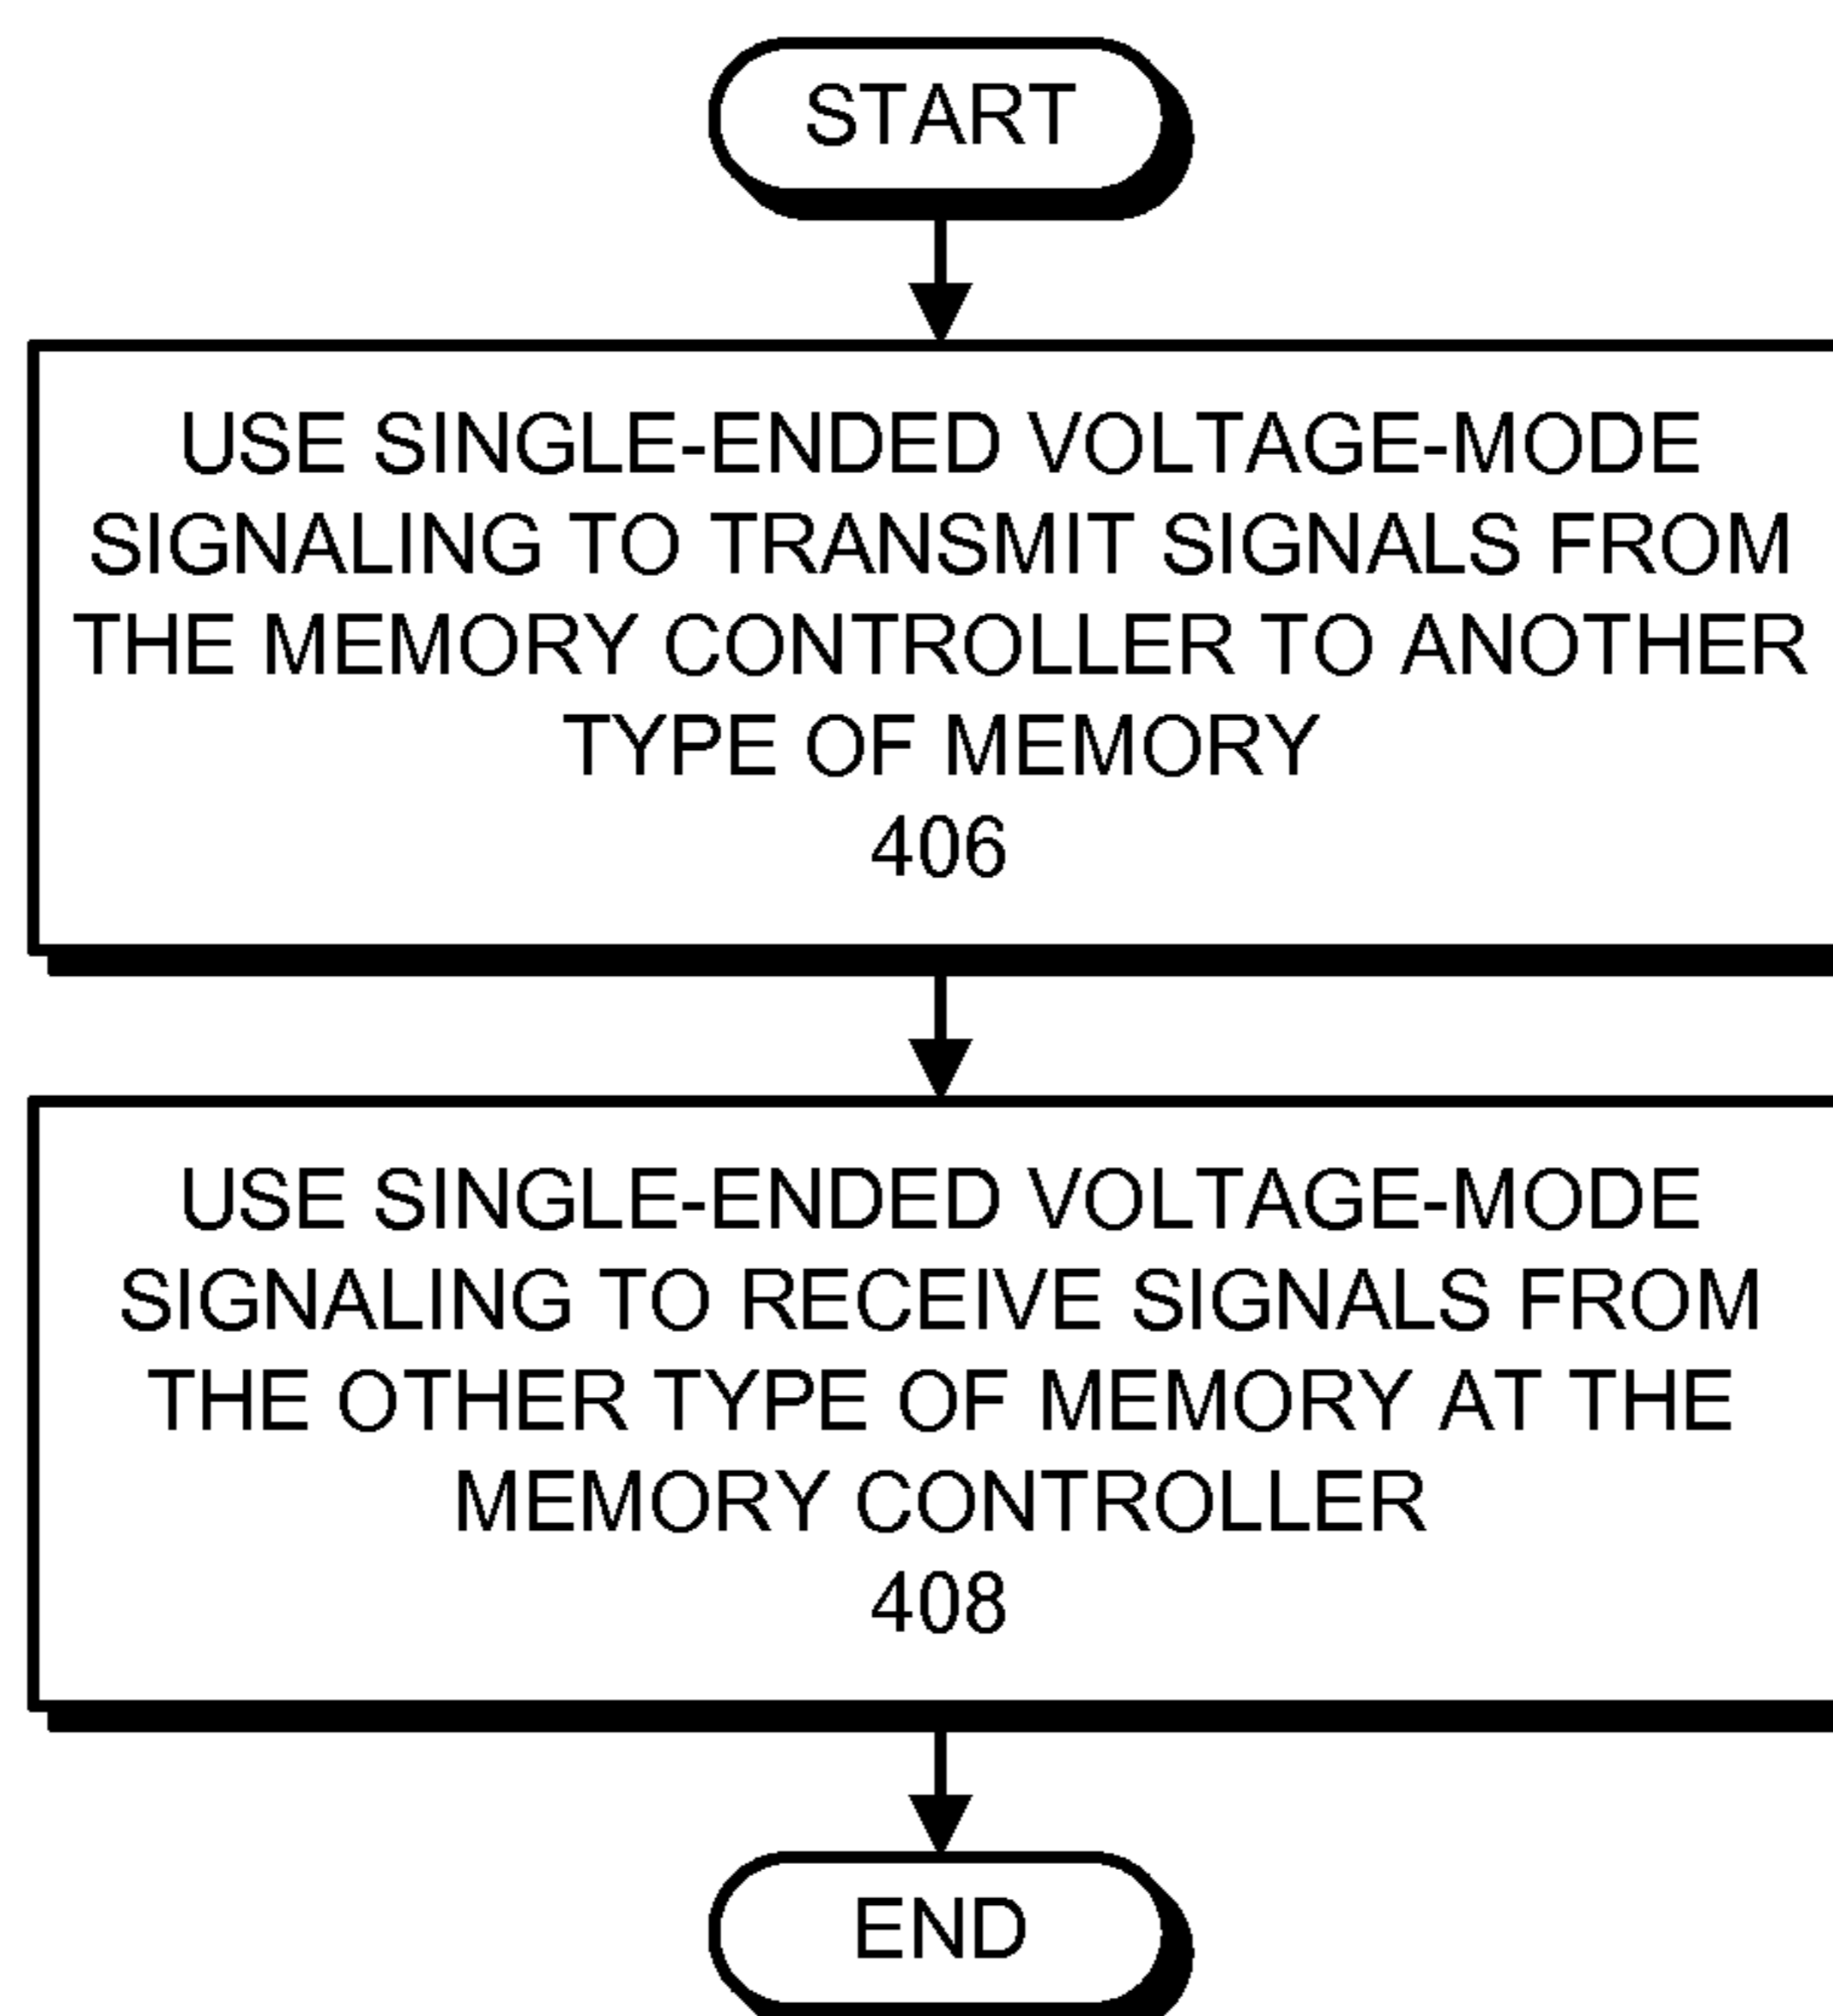 START
USE SINGLE-ENDED VOLTAGE-MODE
SIGNALING TO TRANSMIT SIGNALS FROM
THE MEMORY CONTROLLER TO ANOTHER
TYPE OF MEMORY
406
USE SINGLE-ENDED VOLTAGE-MODE
SIGNALING TO RECEIVE SIGNALS FROM
THE OTHER TYPE OF MEMORY AT THE
MEMORY CONTROLLER
408
END